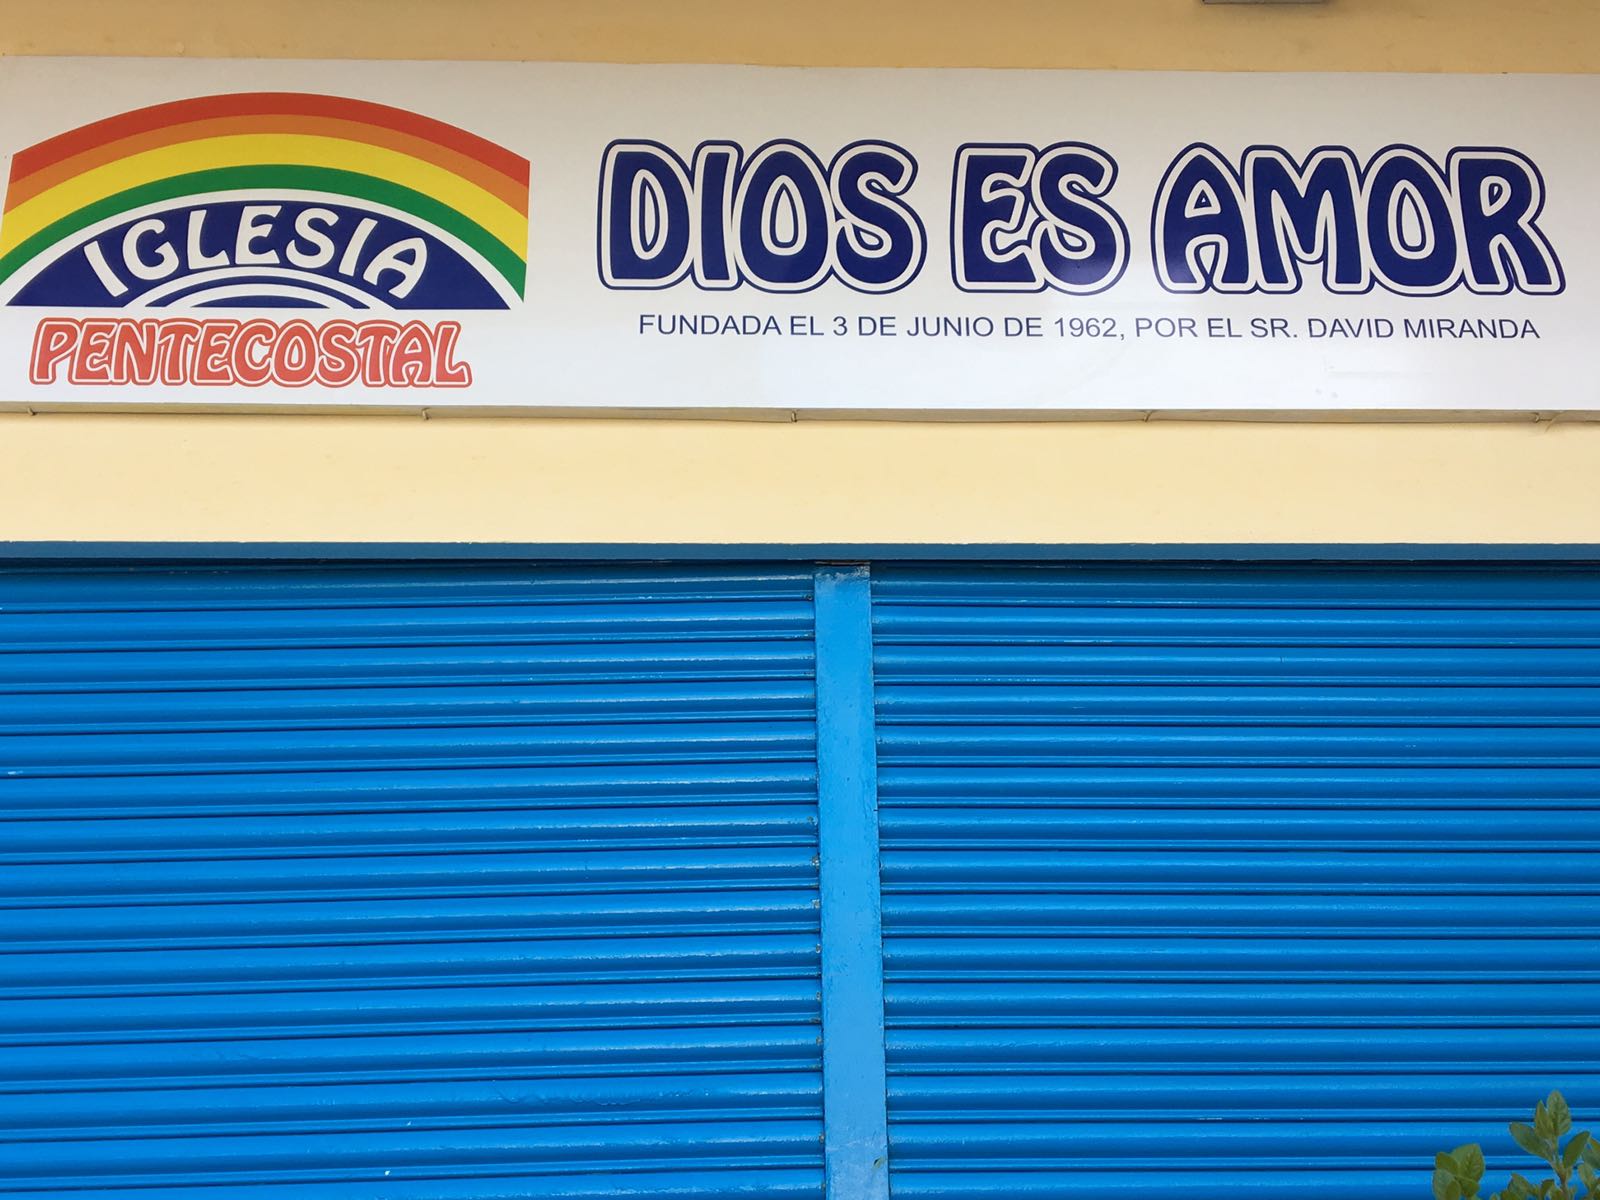 IGLESIA
PENTECOSTAL
DIOS ES AMOR
FUNDADA EL 3 DE JUNIO DE 1962, POR EL SR. DAVID MIRANDA